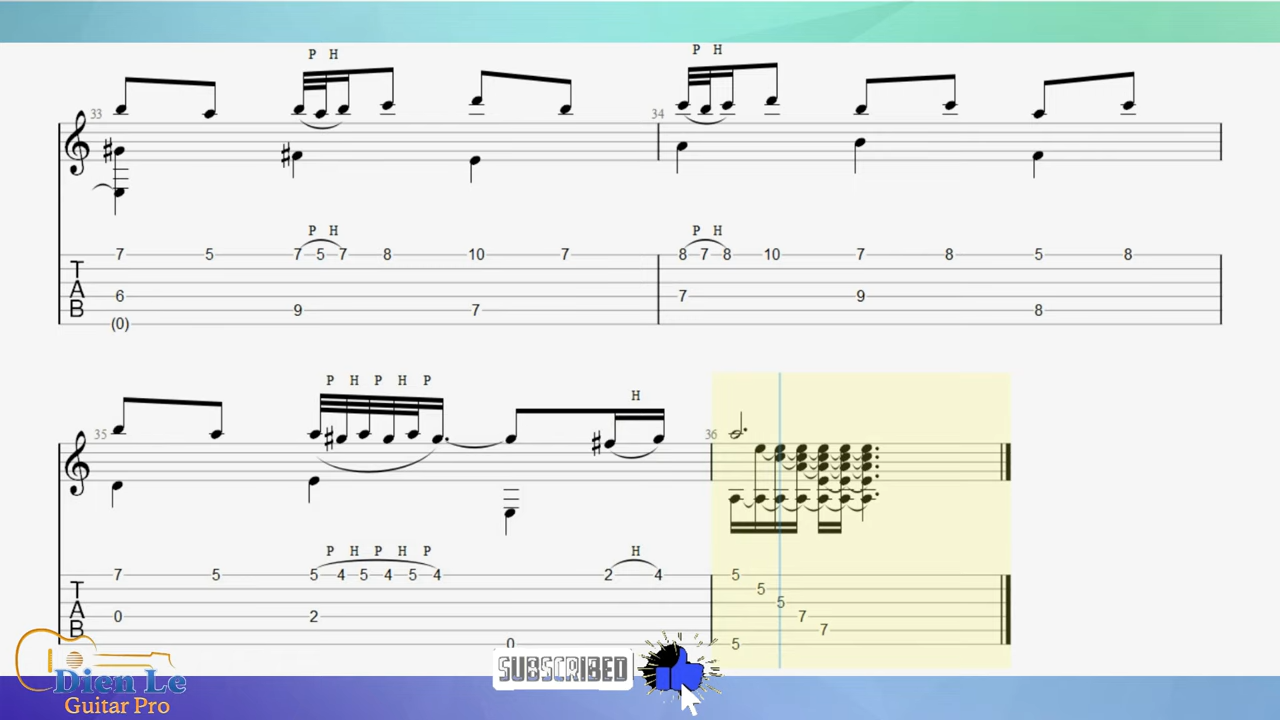 P H P H
33 34
P H P H
7 5 7 5 7 8 10 7 8 7 8 10 7 8 5 8
T
A 6 7 9
B 9 7 8
(0)
P H P H P H
35 36
P H P H P H
7 5 5 4 5 4 5 4 2 4 5
T 5
5
A 0 2 7
B 7
0 5
SUBSCRIBED
Dien Le
Guitar Pro